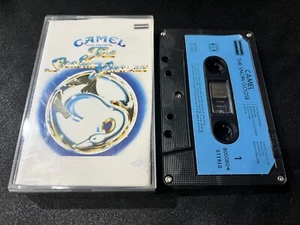 CAMEL
The
Snow Goose
CAMEL
THE SNOW GOOSE
1
STEREO